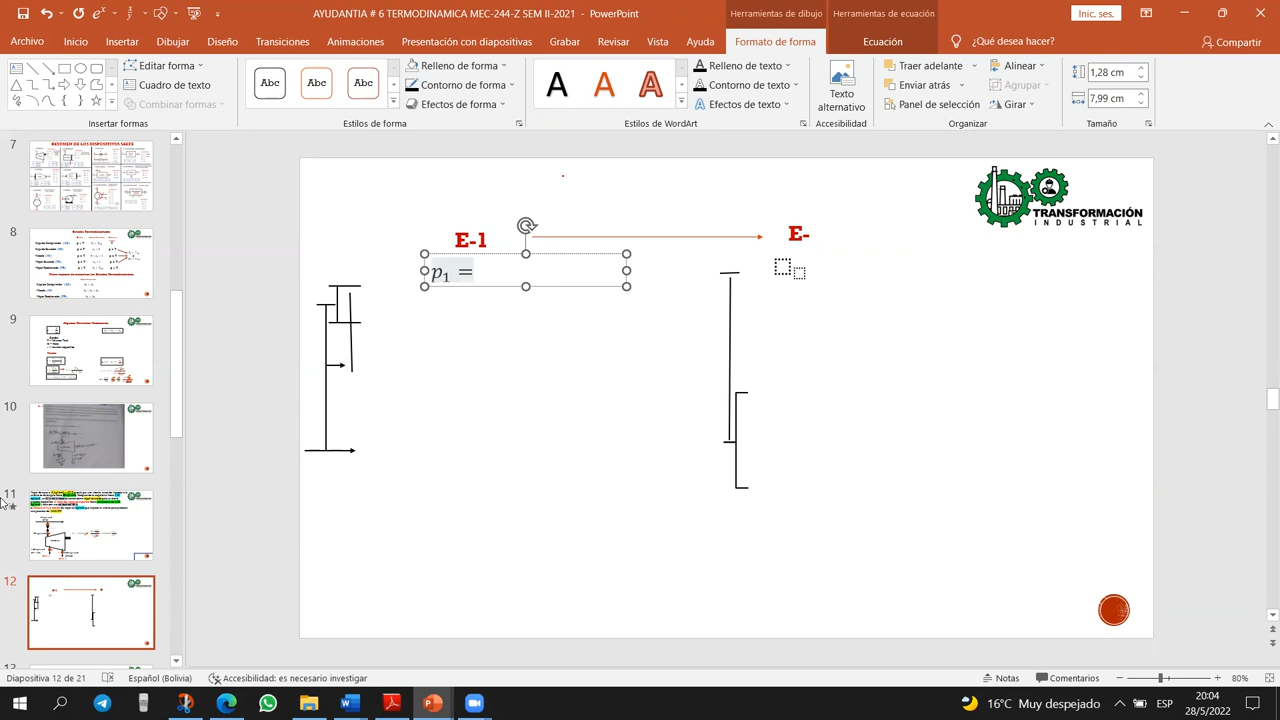 AYUDANTIA # 6 TERMODINAMICA MEC-244-Z SEM II-2021 - PowerPoint
Herramientas de dibujo
Herramientas de ecuación
Inic. ses.
Archivo Inicio Insertar Dibujar Diseño Transiciones Animaciones Presentación con diapositivas Grabar Revisar Vista Ayuda Formato de forma Ecuación ¿Qué desea hacer? Compartir
Editar forma
Cuadro de texto
Combinar formas
Insertar formas
Abc Abc Abc
Relleno de forma
Contorno de forma
Efectos de forma
Estilos de forma
A A A
Relleno de texto
Contorno de texto
Efectos de texto
Estilos de WordArt
Texto alternativo
Accesibilidad
Traer adelante
Enviar atrás
Panel de selección
Alinear
Agrupar
Girar
Organizar
1,28 cm
7,99 cm
Tamaño
RESUMEN DE LOS DISPOSITIVOS
8
9
10
11
12
13
TRANSFORMACIÓN
INDUSTRIAL
E-1
E-
p₁ =
Diapositiva 12 de 21
Español (Bolivia)
Accesibilidad: es necesario investigar
Notas
Comentarios
80%
16°C Muy despejado
ESP
20:04
28/5/2022